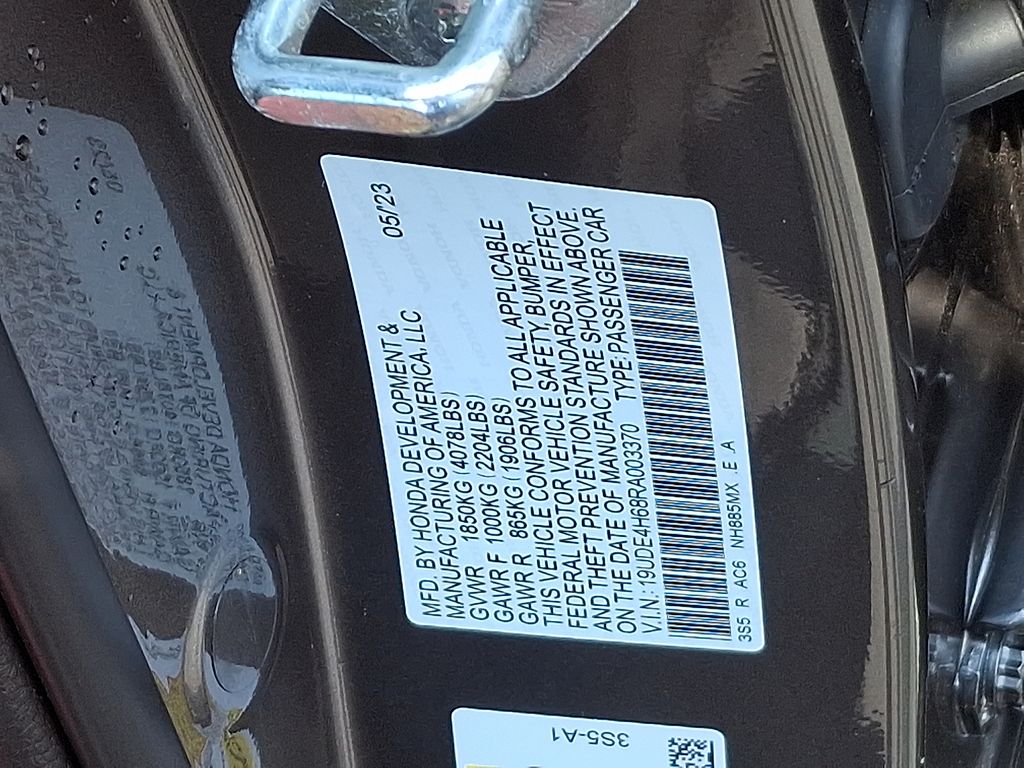 MFD. BY HONDA DEVELOPMENT & 05/23
MANUFACTURING OF AMERICA, LLC
GVWR 1850KG (4078LBS)
GAWR F 1000KG (2204LBS)
GAWR R 865KG (1906LBS)
THIS VEHICLE CONFORMS TO ALL APPLICABLE
FEDERAL MOTOR VEHICLE SAFETY, BUMPER,
AND THEFT PREVENTION STANDARDS IN EFFECT
ON THE DATE OF MANUFACTURE SHOWN ABOVE.
V.I.N.: 19UDE4H6BRA003370 TYPE: PASSENGER CAR
3S5 R AC6 NH885MX .E .A
3S5-A1